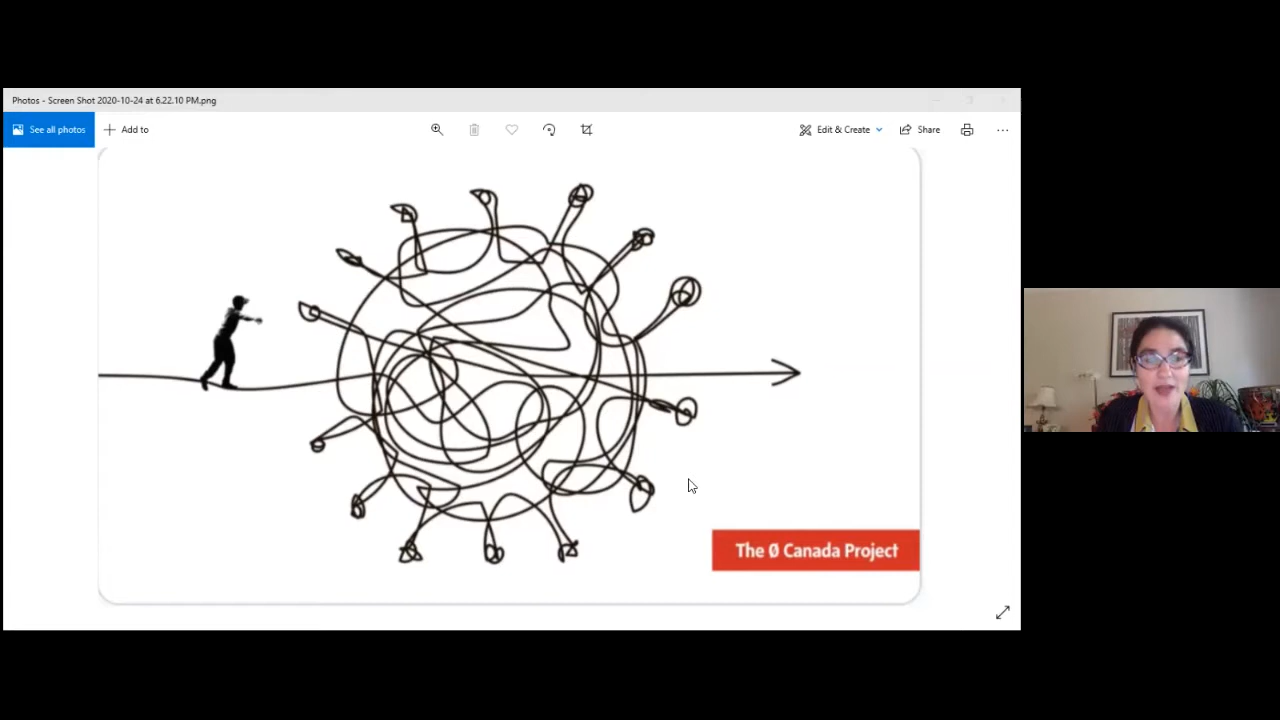 Photos - Screen Shot 2020-10-24 at 6.22.10 PM.png
See all photos
Add to
Edit & Create
Share
The Ø Canada Project